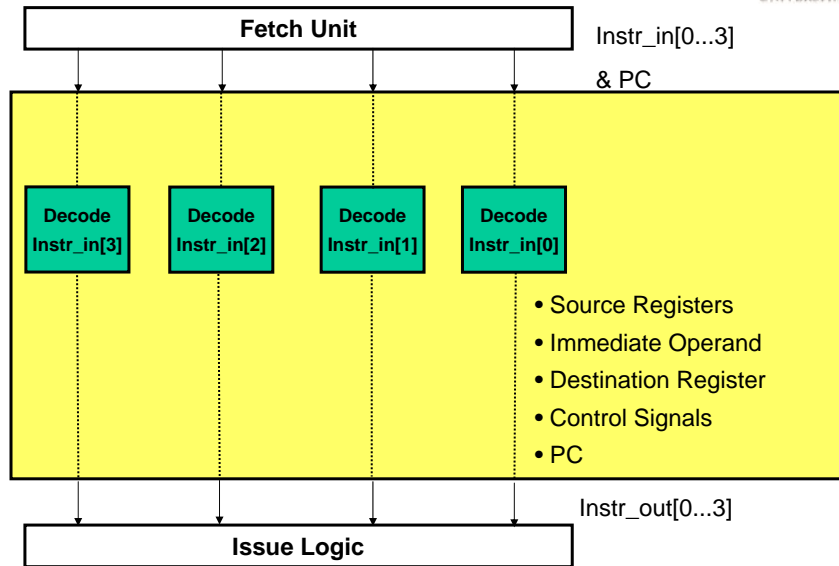 Fetch Unit
Instr_in[0...3]
& PC
Decode
Instr_in[3]
Decode
Instr_in[2]
Decode
Instr_in[1]
Decode
Instr_in[0]
• Source Registers
• Immediate Operand
• Destination Register
• Control Signals
• PC
Instr_out[0...3]
Issue Logic